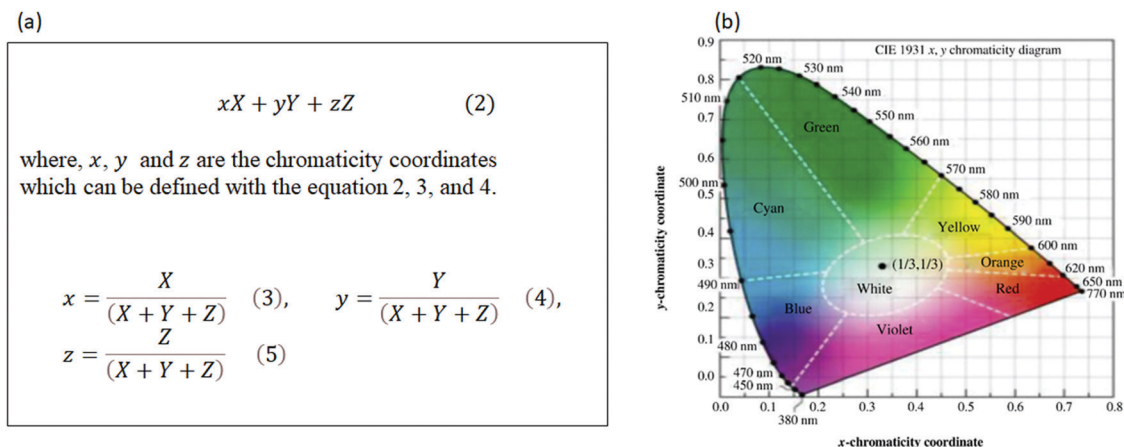 (a)
xX + yY + zZ (2)
where, x, y and z are the chromaticity coordinates
which can be defined with the equation 2, 3, and 4.
x = X / (X + Y + Z) (3), y = Y / (X + Y + Z) (4),
z = Z / (X + Y + Z) (5)
(b)
CIE 1931 x, y chromaticity diagram
y-chromaticity coordinate
0.9
0.8
0.7
0.6
0.5
0.4
0.3
0.2
0.1
0.0
520 nm
530 nm
510 nm
540 nm
550 nm
Green
560 nm
570 nm
500 nm
580 nm
Cyan
590 nm
Yellow
600 nm
(1/3,1/3)
Orange
620 nm
490 nm
White
Red
650 nm
770 nm
Blue
Violet
480 nm
470 nm
450 nm
380 nm
0.0 0.1 0.2 0.3 0.4 0.5 0.6 0.7 0.8
x-chromaticity coordinate